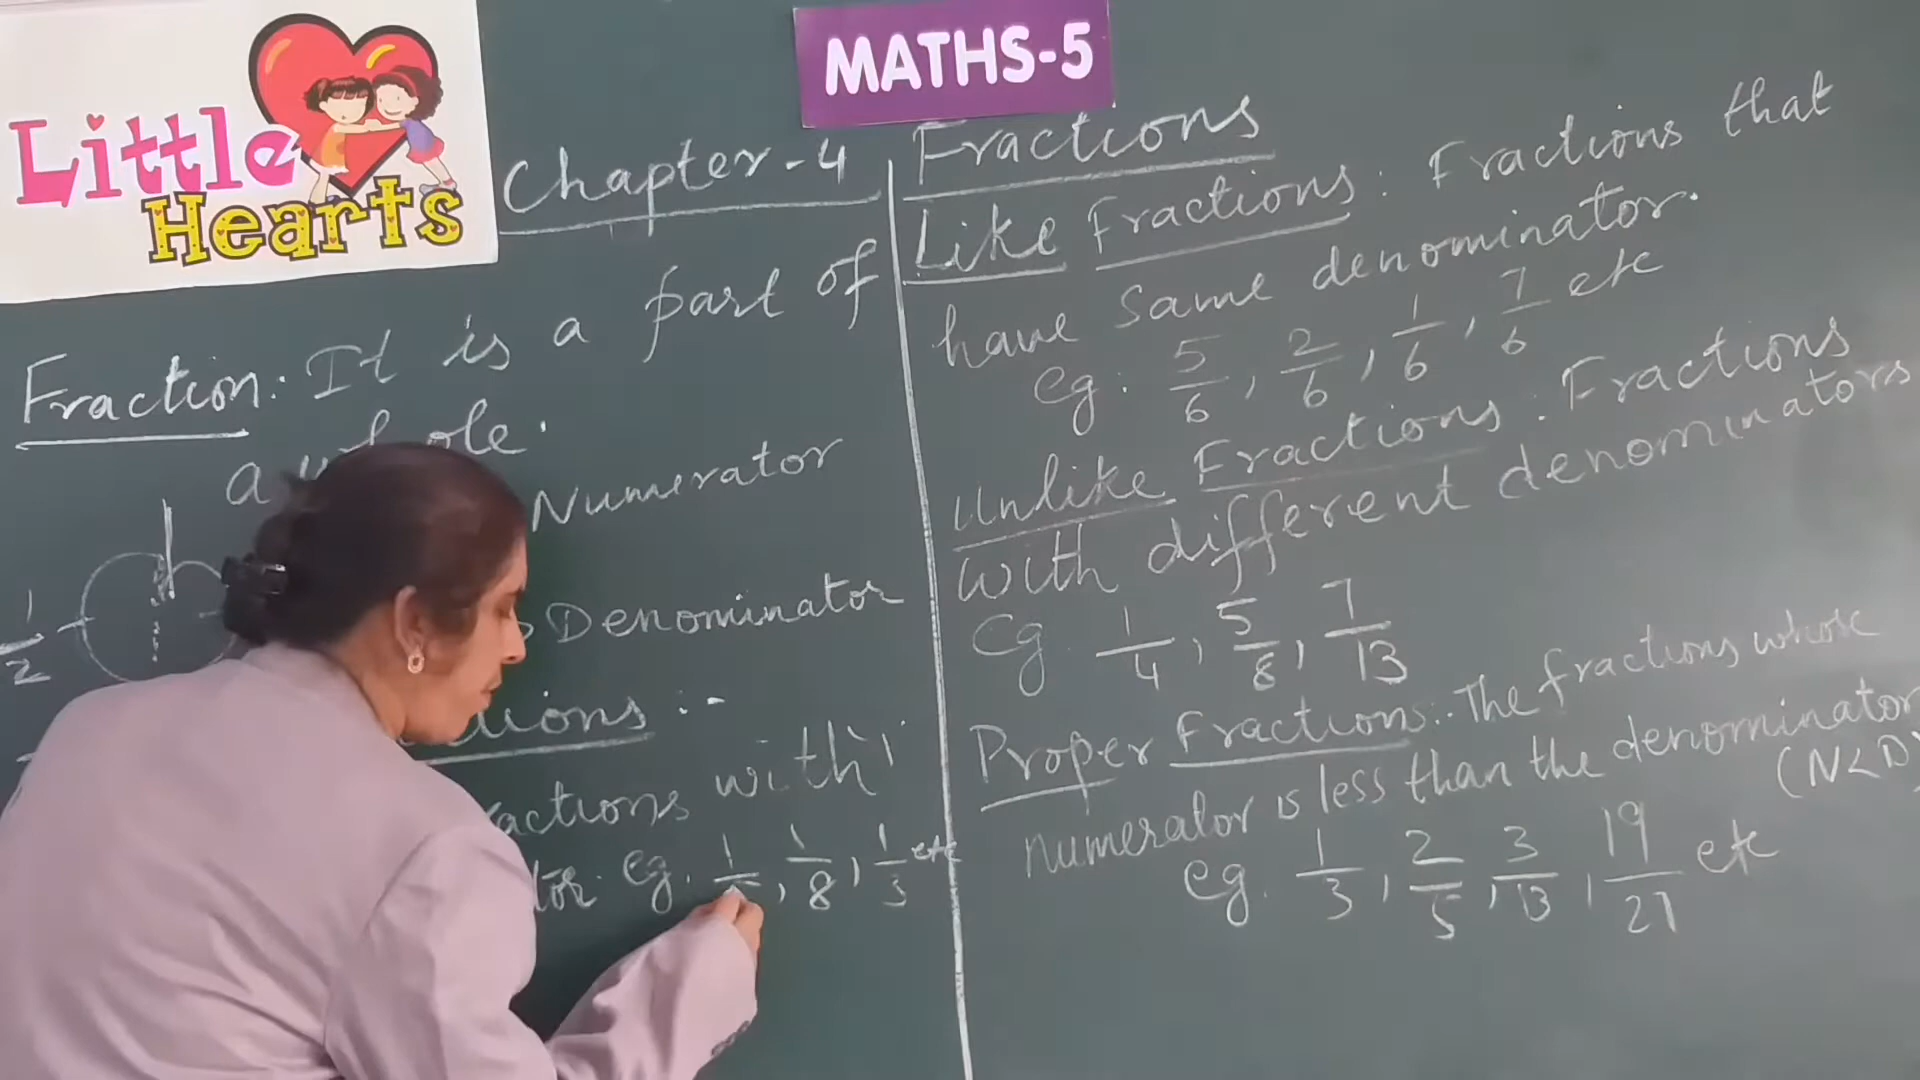 Little
Hearts
MATHS-5
Chapter-4
Fraction: It is a part of
a whole.
Numerator
1/2
Denominator
:-
with 1
eg. 1/, 1/8, 1/3 etc
Fractions
Like Fractions: Fractions that
have same denominator.
eg: 5/6, 2/6, 1/6, 7/6 etc
Unlike Fractions: Fractions
with different denominators
eg. 1/4, 5/8, 7/13
Proper Fractions:. The fractions whose
numerator is less than the denominator
(N<D)
eg. 1/3, 2/5, 3/13, 19/21 etc